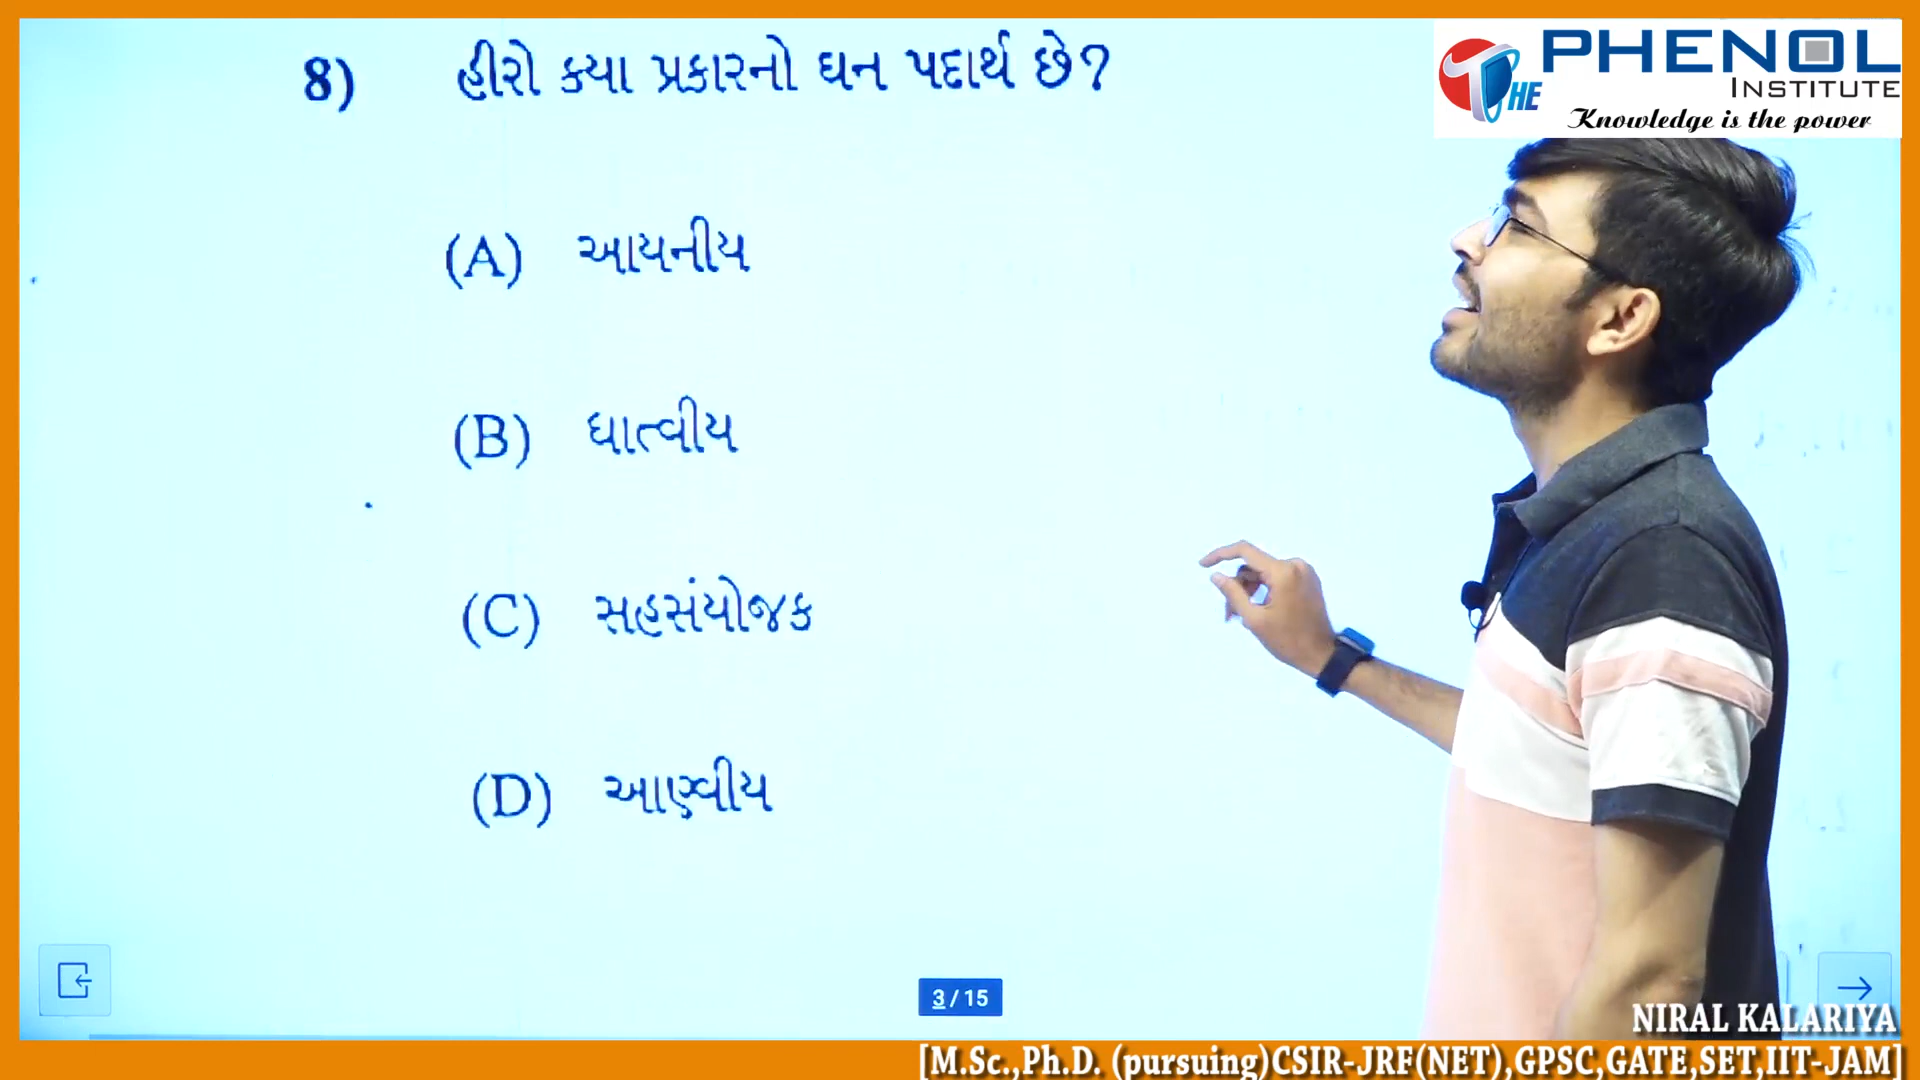 8) હીરો ક્યા પ્રકારનો ઘન પદાર્થ છે?
(A) આયનીય
(B) ધાત્વીય
(C) સહસંયોજક
(D) આણ્વીય
THE PHENOL
INSTITUTE
Knowledge is the power
3 / 15
NIRAL KALARIYA
[M.Sc.,Ph.D. (pursuing)CSIR-JRF(NET),GPSC,GATE,SET,IIT-JAM]